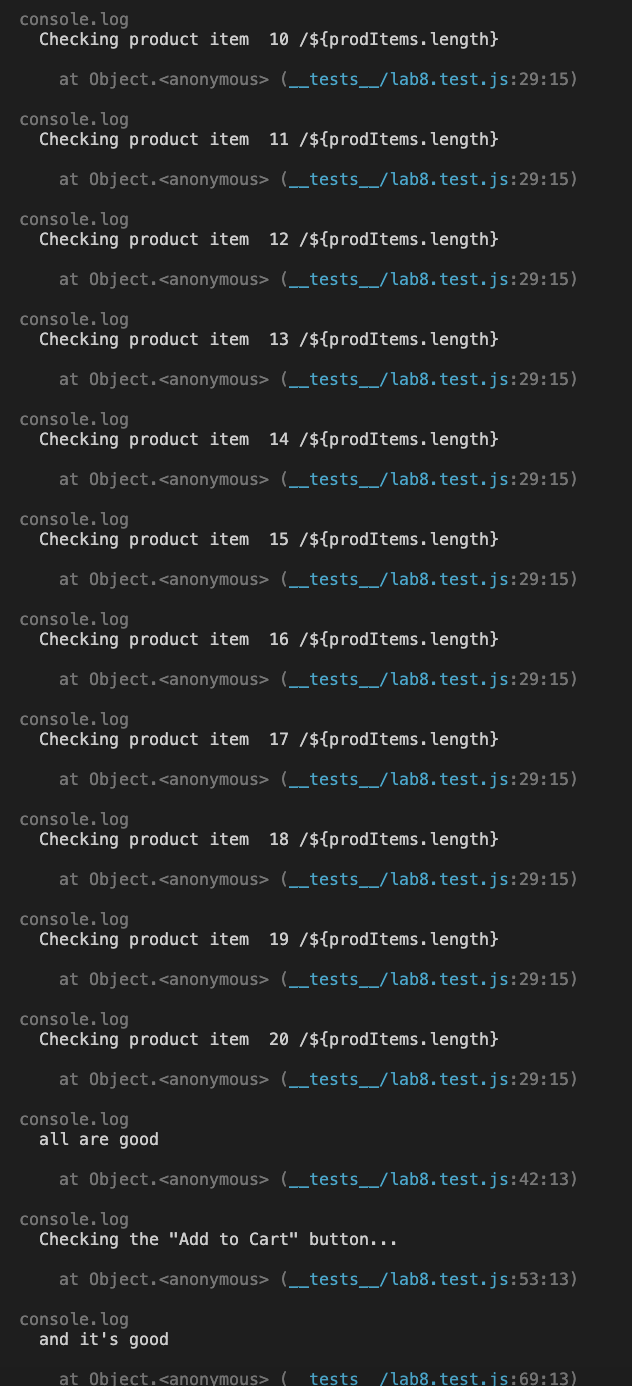 console.log
Checking product item  10 /${prodItems.length}
at Object.<anonymous> (__tests__/lab8.test.js:29:15)
console.log
Checking product item  11 /${prodItems.length}
at Object.<anonymous> (__tests__/lab8.test.js:29:15)
console.log
Checking product item  12 /${prodItems.length}
at Object.<anonymous> (__tests__/lab8.test.js:29:15)
console.log
Checking product item  13 /${prodItems.length}
at Object.<anonymous> (__tests__/lab8.test.js:29:15)
console.log
Checking product item  14 /${prodItems.length}
at Object.<anonymous> (__tests__/lab8.test.js:29:15)
console.log
Checking product item  15 /${prodItems.length}
at Object.<anonymous> (__tests__/lab8.test.js:29:15)
console.log
Checking product item  16 /${prodItems.length}
at Object.<anonymous> (__tests__/lab8.test.js:29:15)
console.log
Checking product item  17 /${prodItems.length}
at Object.<anonymous> (__tests__/lab8.test.js:29:15)
console.log
Checking product item  18 /${prodItems.length}
at Object.<anonymous> (__tests__/lab8.test.js:29:15)
console.log
Checking product item  19 /${prodItems.length}
at Object.<anonymous> (__tests__/lab8.test.js:29:15)
console.log
Checking product item  20 /${prodItems.length}
at Object.<anonymous> (__tests__/lab8.test.js:29:15)
console.log
all are good
at Object.<anonymous> (__tests__/lab8.test.js:42:13)
console.log
Checking the "Add to Cart" button...
at Object.<anonymous> (__tests__/lab8.test.js:53:13)
console.log
and it's good
at Object.<anonymous> (__tests__/lab8.test.js:69:13)